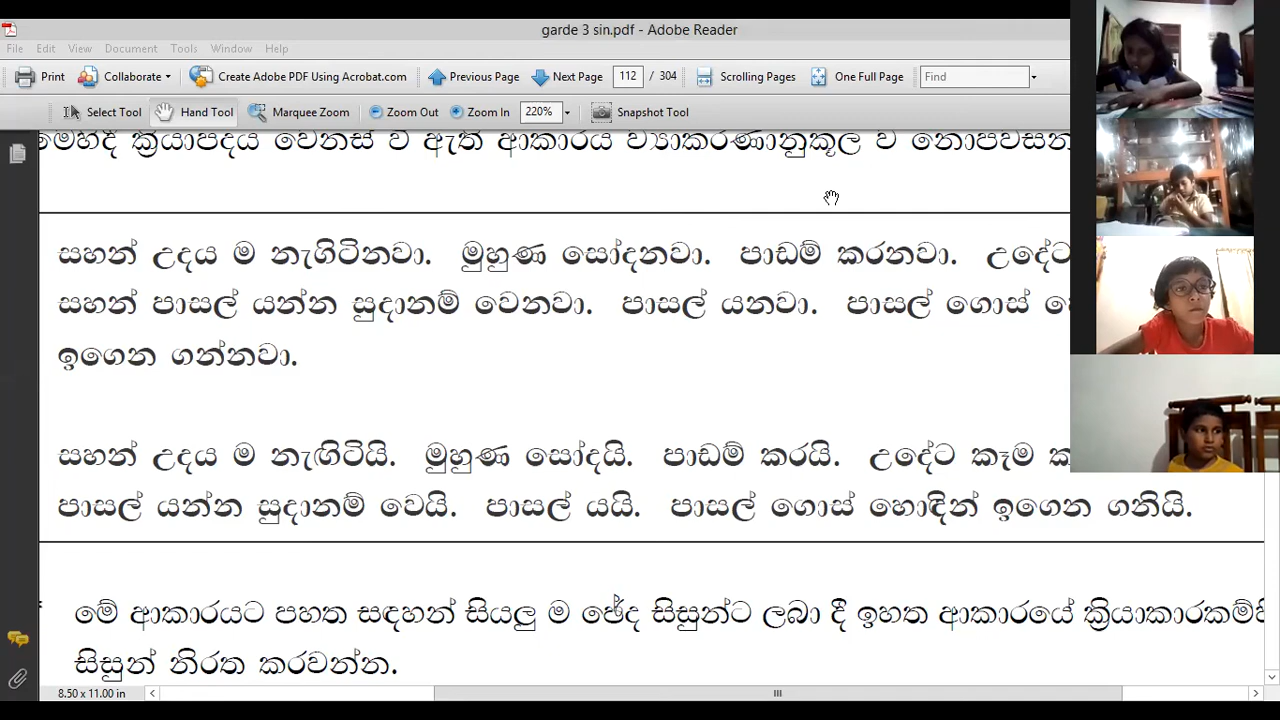 garde 3 sin.pdf - Adobe Reader
File Edit View Document Tools Window Help
Print Collaborate Create Adobe PDF Using Acrobat.com Previous Page Next Page 112 / 304 Scrolling Pages One Full Page Find
Select Tool Hand Tool Marquee Zoom Zoom Out Zoom In 220% Snapshot Tool
මෙහිදී ක්‍රියාපදය වෙනස් වී ඇති ආකාරය ව්‍යාකරණානුකූල ව
සහන් උදය ම නැගිටිනවා. මුහුණ සෝදනවා. පාඩම් කරනවා. උදේට
සහන් පාසල් යන්න සුදානම් වෙනවා. පාසල් යනවා. පාසල් ගොස්
ඉගෙන ගන්නවා.
සහන් උදය ම නැඟිටියි. මුහුණ සෝදයි. පාඩම් කරයි. උදේට කෑම
පාසල් යන්න සුදානම් වෙයි. පාසල් යයි. පාසල් ගොස් හොඳින් ඉගෙන ගනියි.
මේ ආකාරයට පහත සඳහන් සියලු ම ඡේද සිසුන්ට ලබා දී ඉහත ආකාරයේ
සිසුන් නිරත කරවන්න.
8.50 x 11.00 in